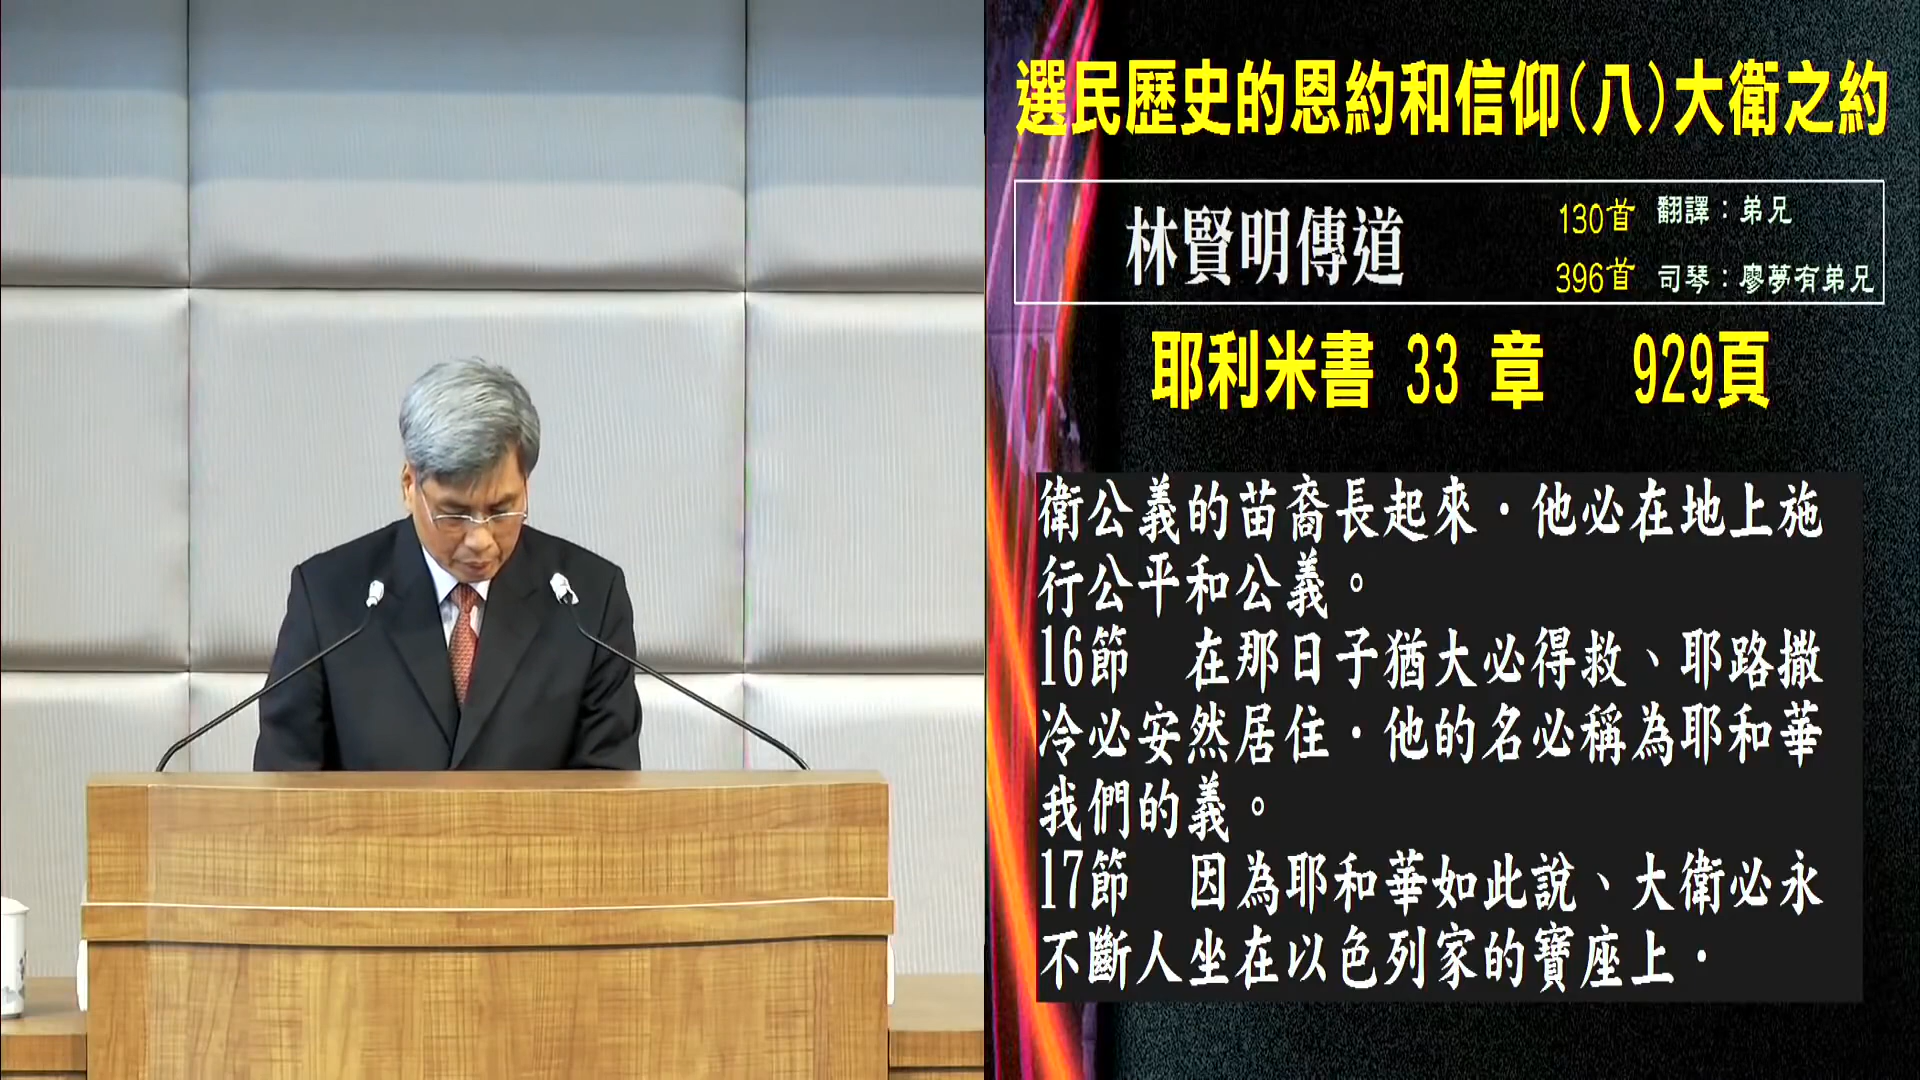 選民歷史的恩約和信仰(八)大衛之約
林賢明傳道
130首 翻譯：弟兄
396首 司琴：廖夢有弟兄
耶利米書 33 章 929頁
衛公義的苗裔長起來．他必在地上施
行公平和公義。
16節 在那日子猶大必得救、耶路撒
冷必安然居住．他的名必稱為耶和華
我們的義。
17節 因為耶和華如此說、大衛必永
不斷人坐在以色列家的寶座上．